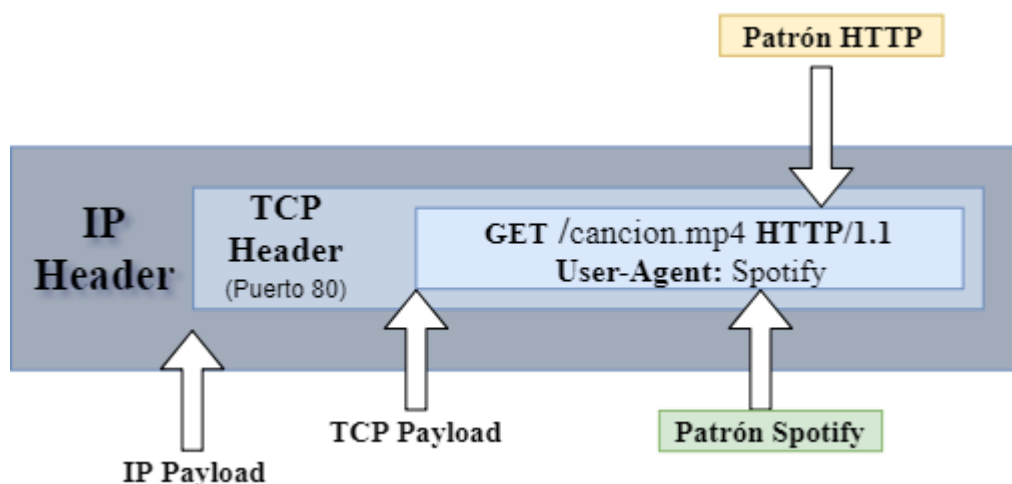 Patrón HTTP
IP
Header
TCP
Header
(Puerto 80)
GET /cancion.mp4 HTTP/1.1
User-Agent: Spotify
TCP Payload
Patrón Spotify
IP Payload